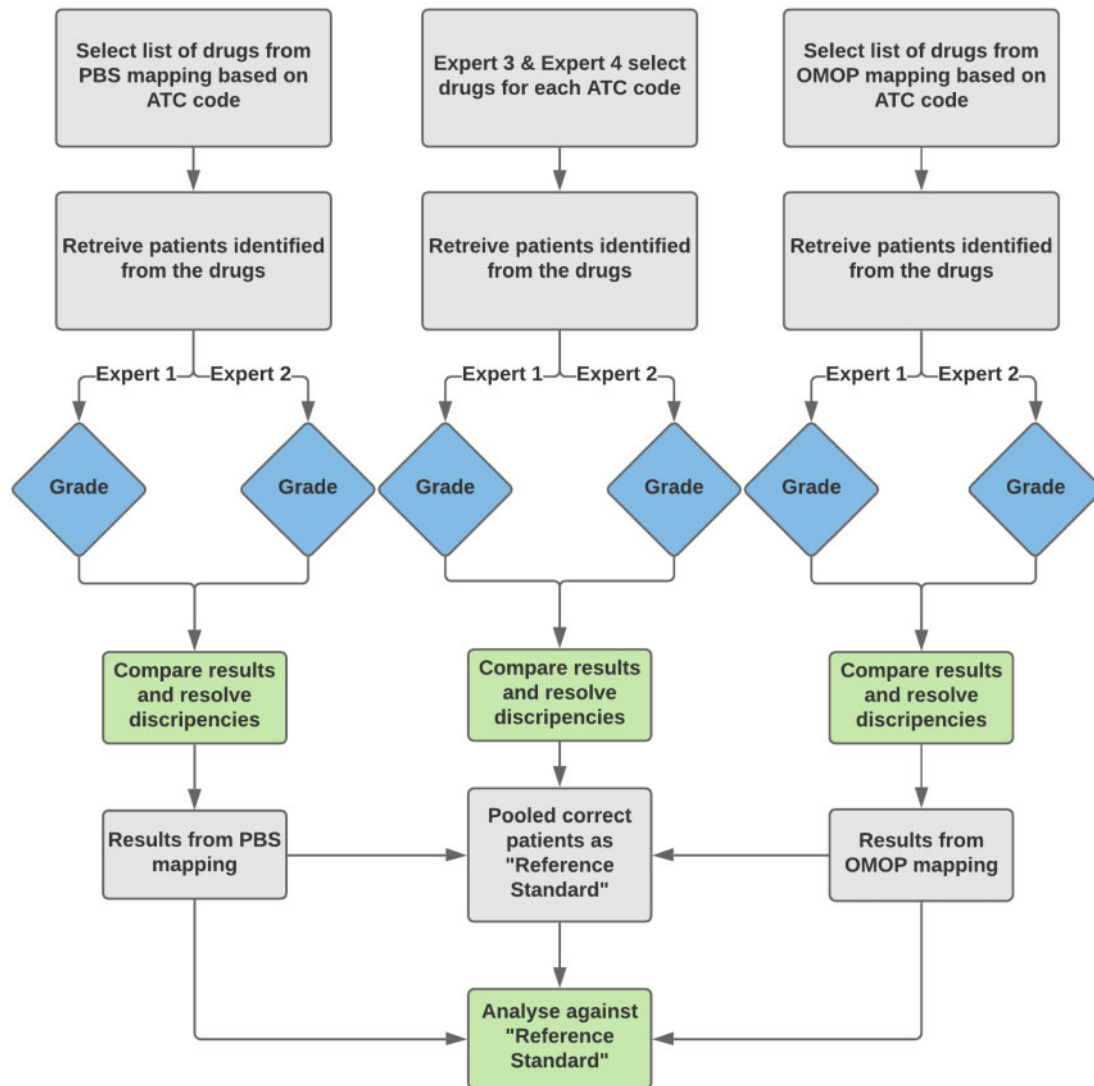 Select list of drugs from
PBS mapping based on
ATC code
Expert 3 & Expert 4 select
drugs for each ATC code
Select list of drugs from
OMOP mapping based on
ATC code
Retreive patients identified
from the drugs
Retreive patients identified
from the drugs
Retreive patients identified
from the drugs
Expert 1
Expert 2
Expert 1
Expert 2
Expert 1
Expert 2
Grade
Grade
Grade
Grade
Grade
Grade
Compare results
and resolve
discripencies
Compare results
and resolve
discripencies
Compare results
and resolve
discripencies
Results from PBS
mapping
Pooled correct
patients as
"Reference
Standard"
Results from
OMOP mapping
Analyse against
"Reference
Standard"